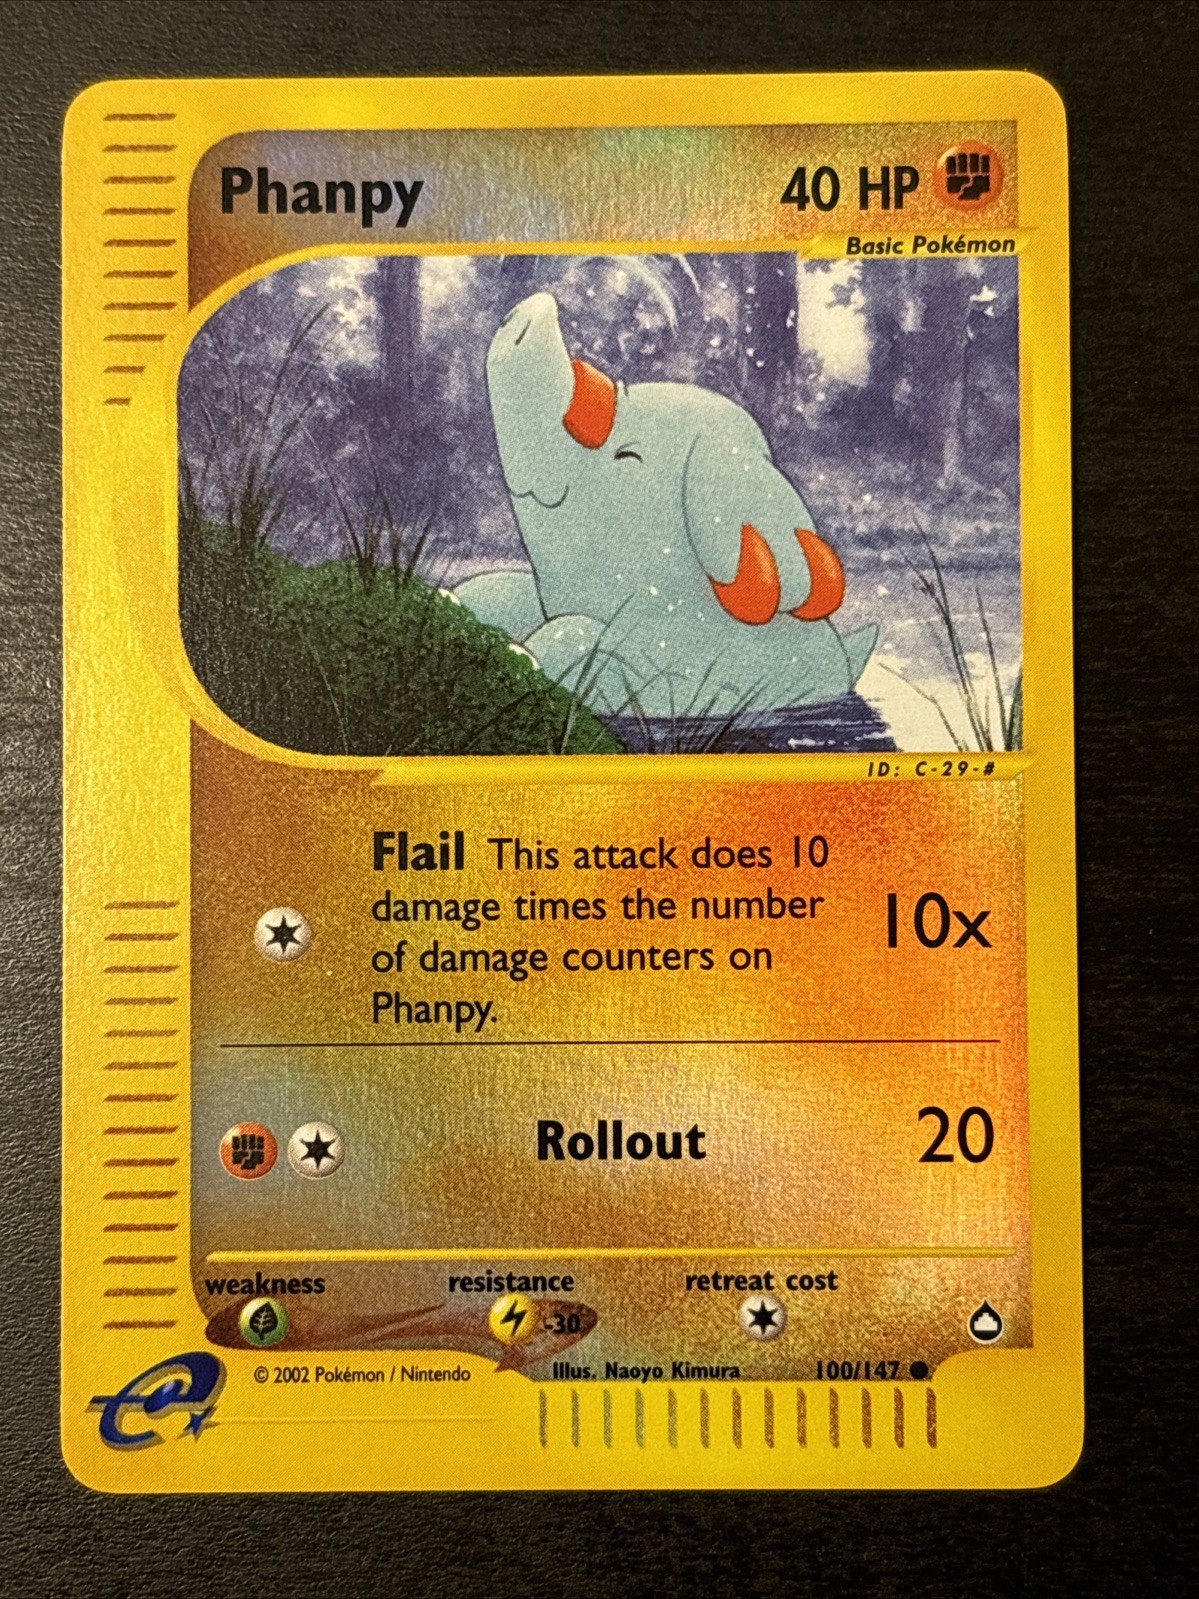 Phanpy 40 HP
Basic Pokémon
ID: C-29-#
Flail This attack does 10
damage times the number
of damage counters on
Phanpy.
10x
Rollout 20
weakness resistance retreat cost
-30
© 2002 Pokémon / Nintendo Illus. Naoyo Kimura 100/147
e